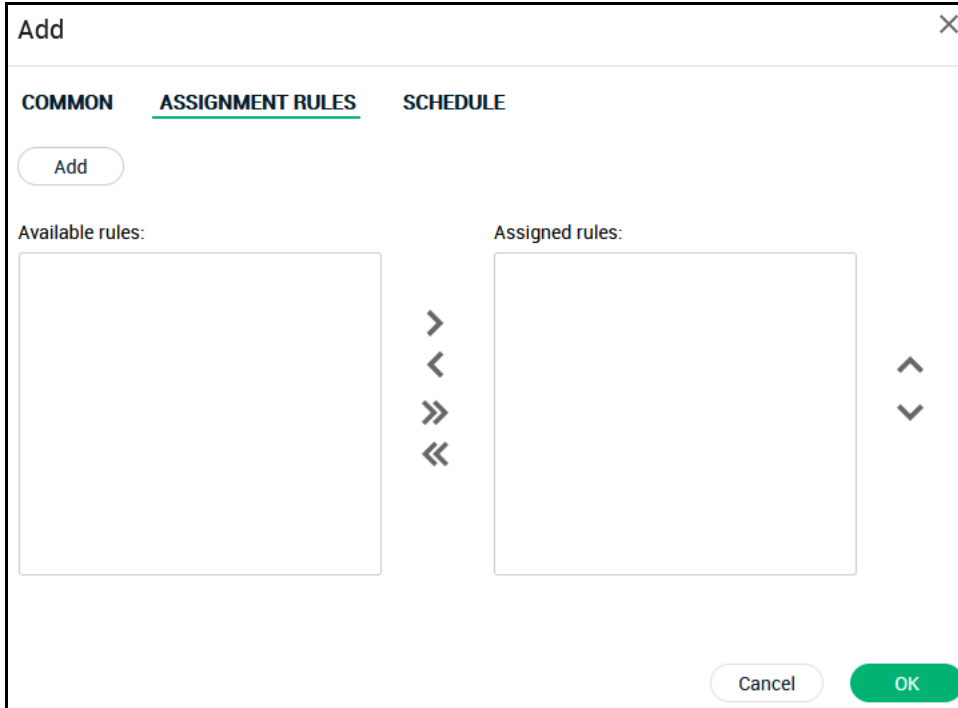 Add
COMMON ASSIGNMENT RULES SCHEDULE
Add
Available rules: Assigned rules:
Cancel OK